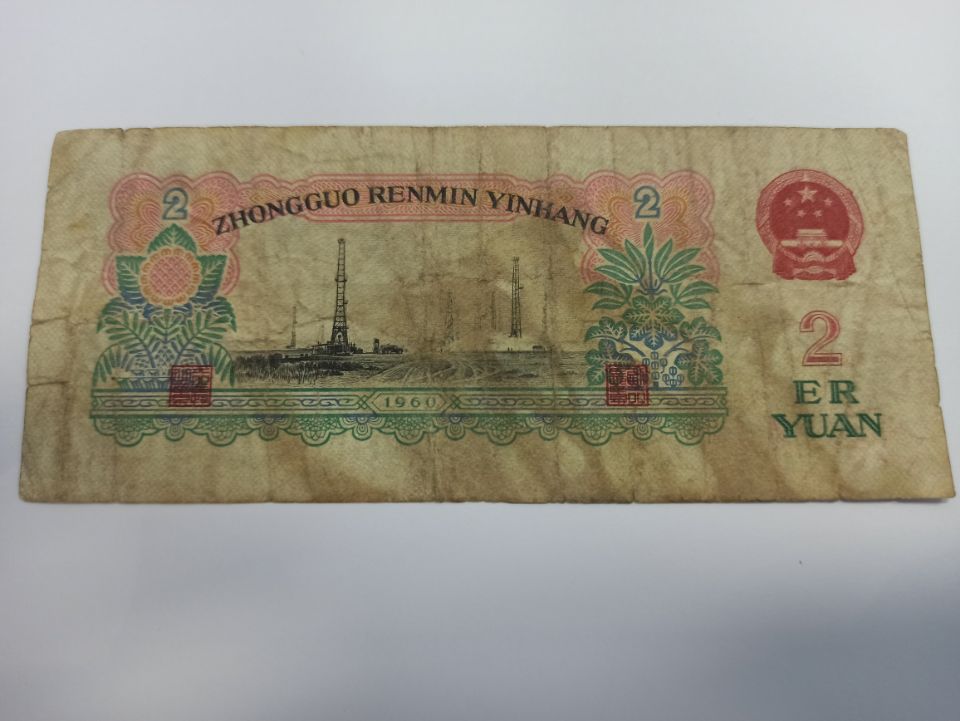 2
ZHONGGUO RENMIN YINHANG
2
1960
2
ER
YUAN